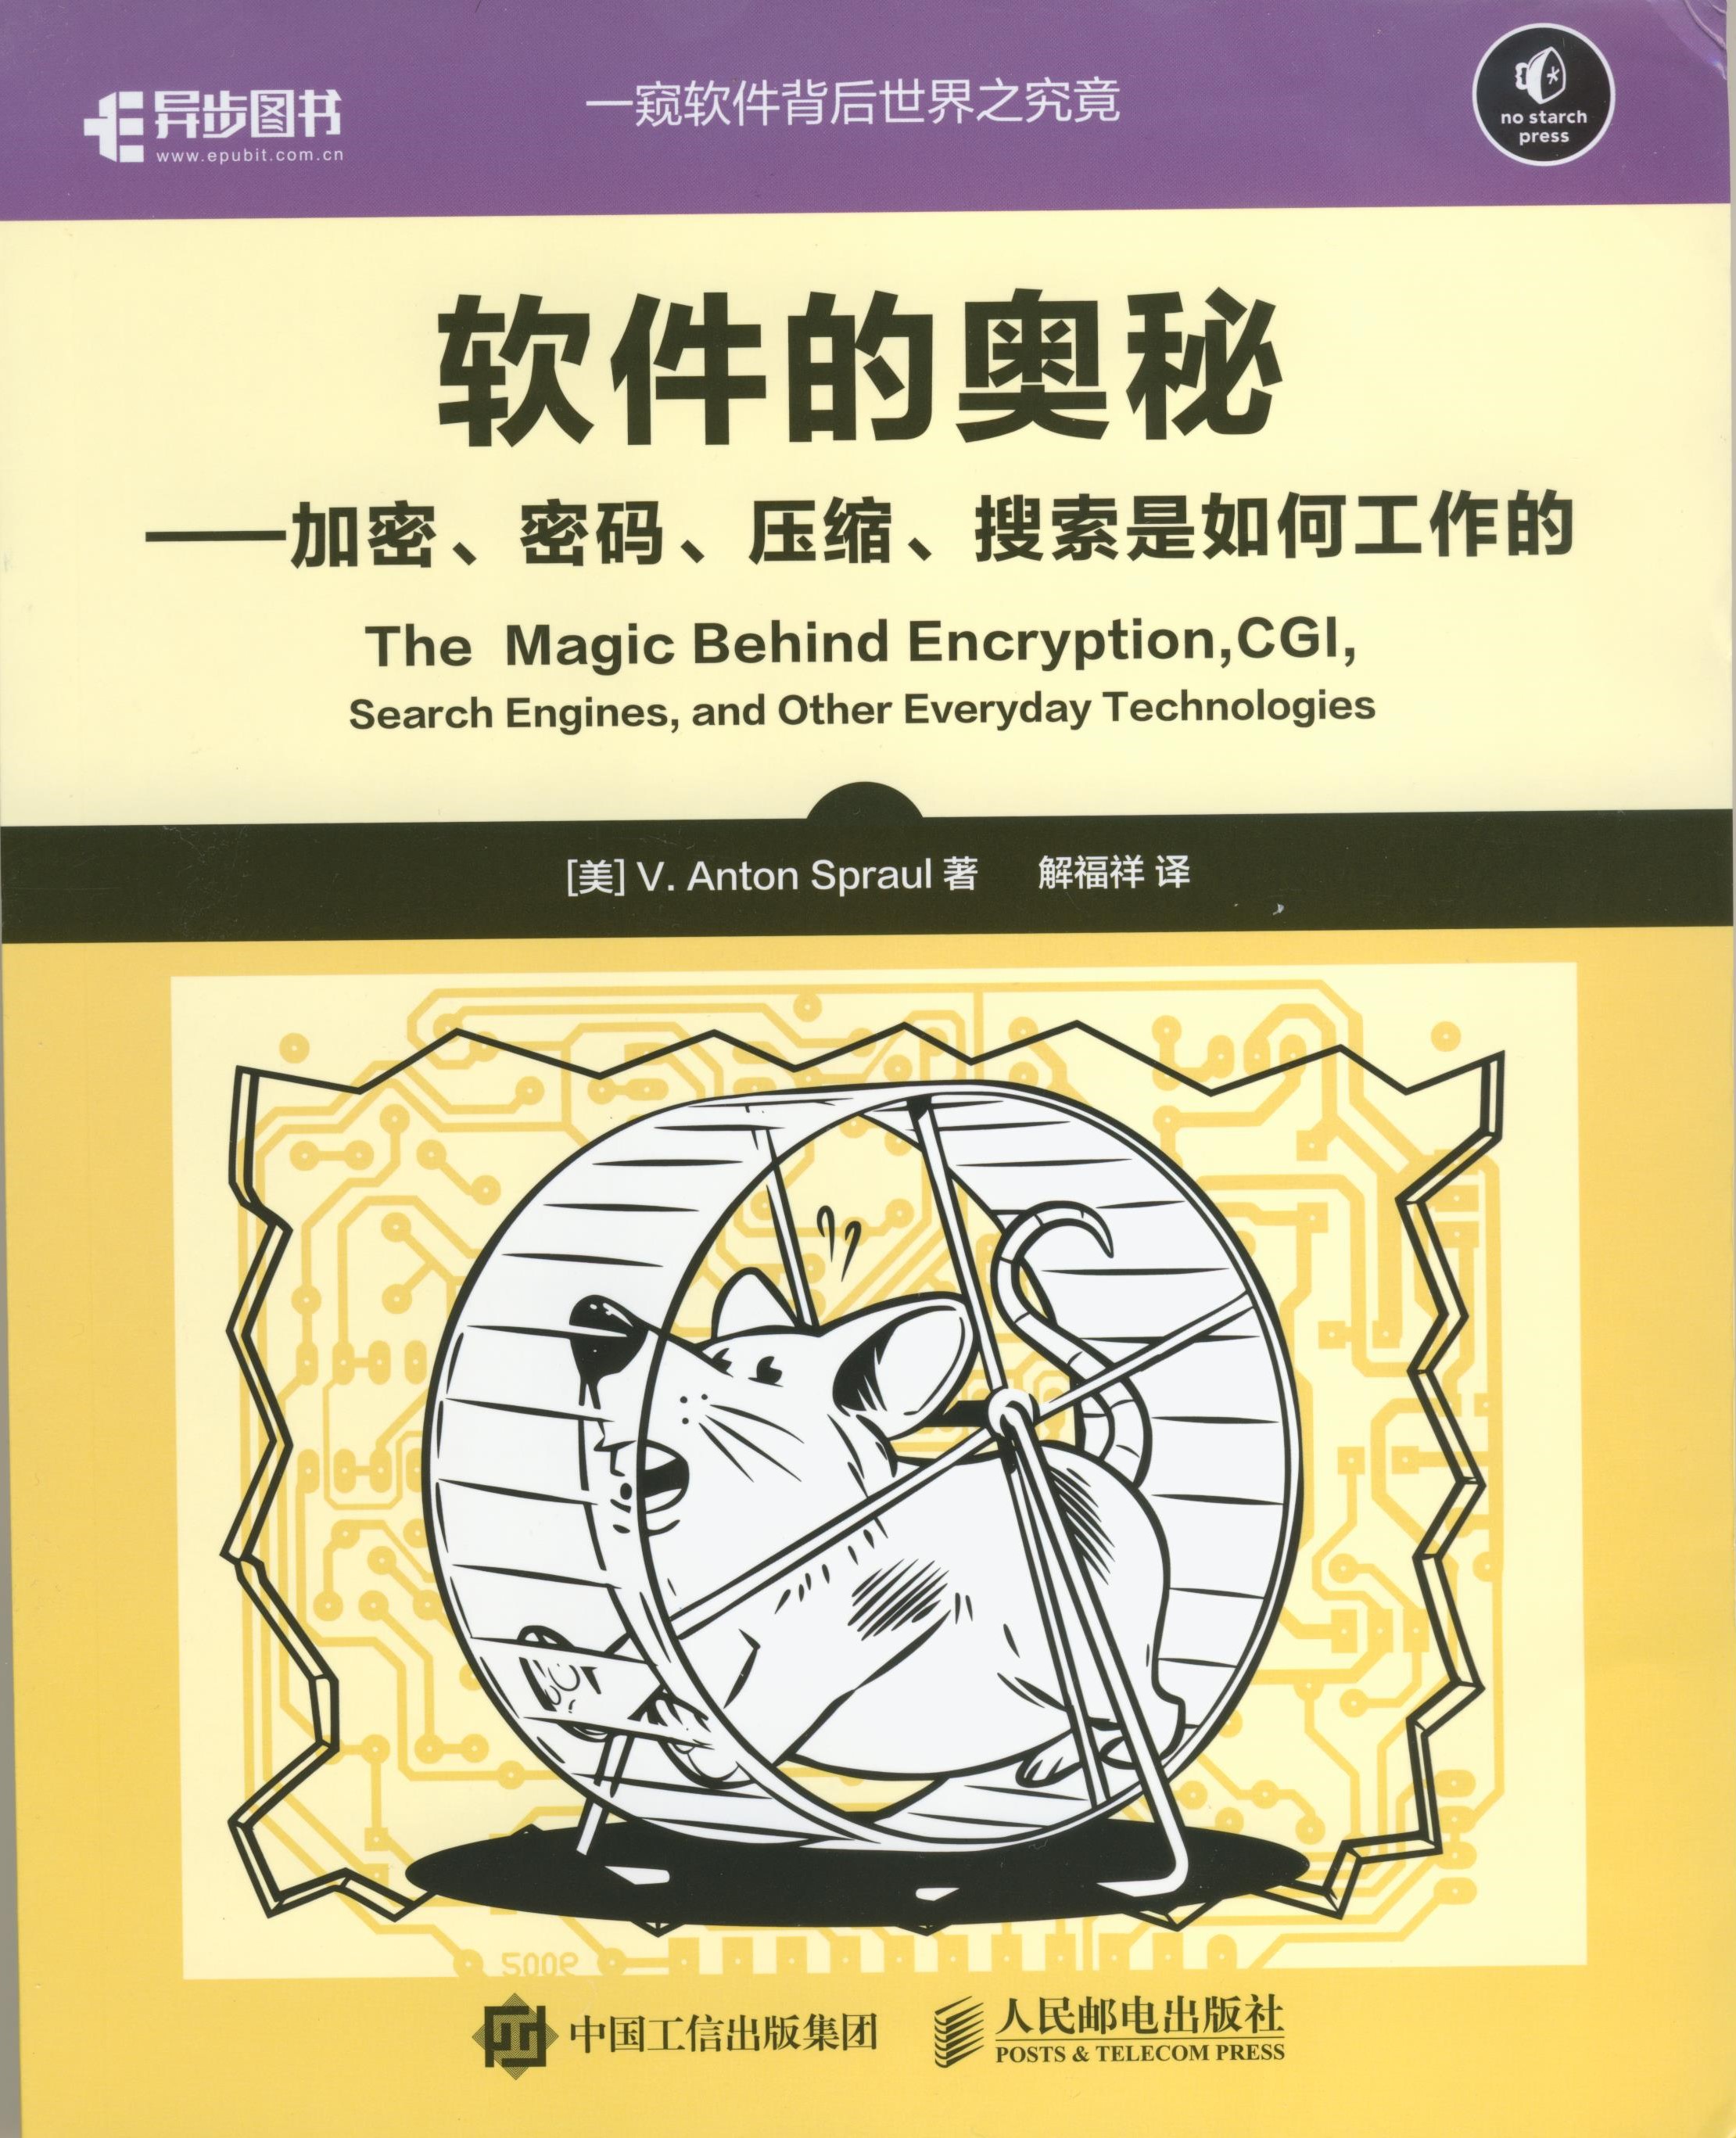 异步图书
www.epubit.com.cn
一窥软件背后世界之究竟
no starch
press
软件的奥秘
——加密、密码、压缩、搜索是如何工作的
The Magic Behind Encryption,CGI,
Search Engines, and Other Everyday Technologies
[美] V. Anton Spraul 著 解福祥 译
中国工信出版集团
人民邮电出版社
POSTS & TELECOM PRESS